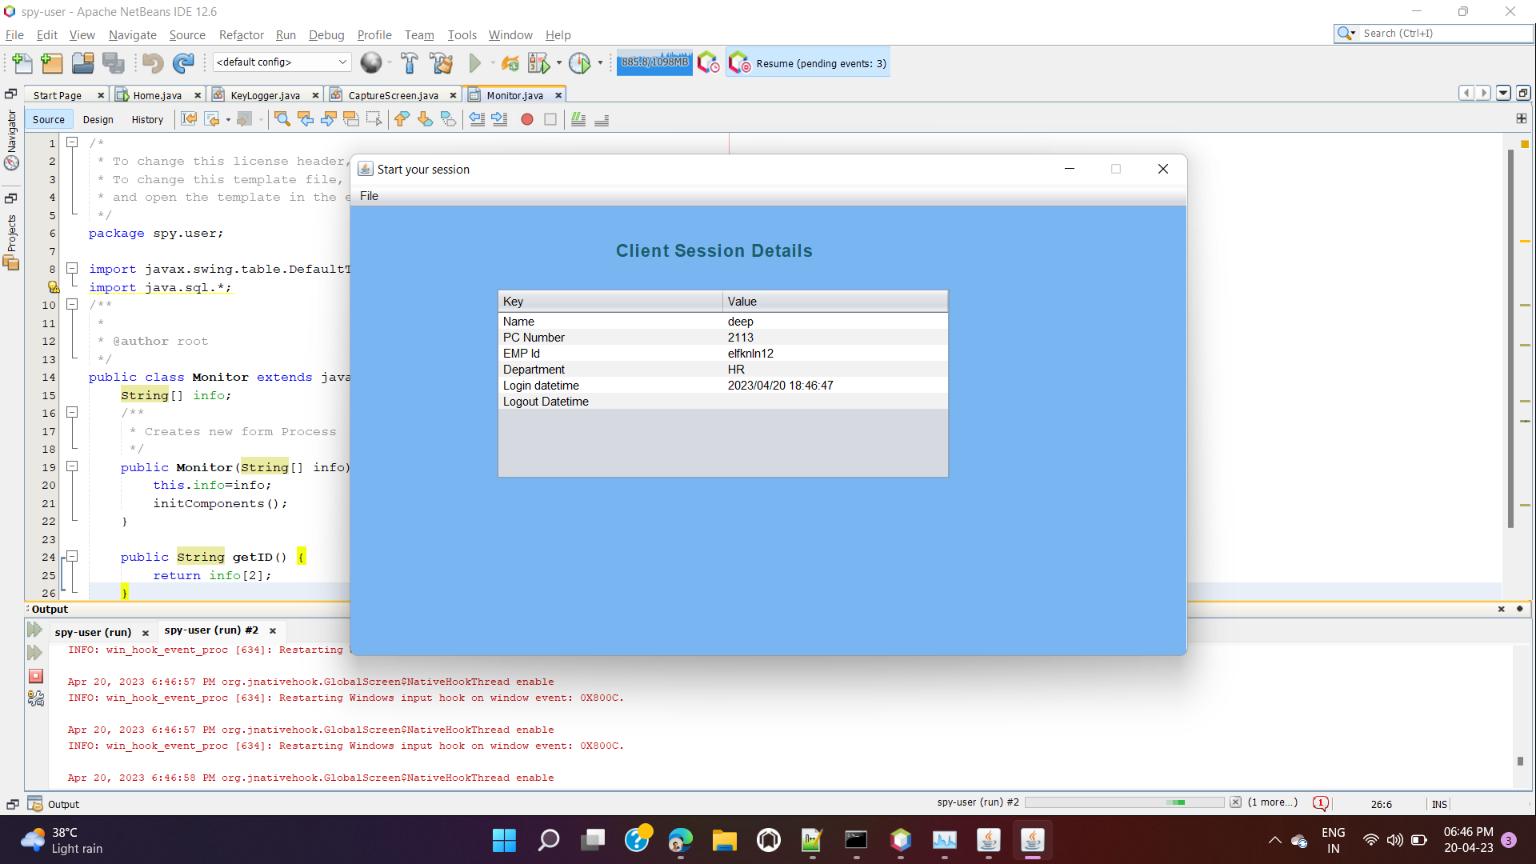 spy-user - Apache NetBeans IDE 12.6
File Edit View Navigate Source Refactor Run Debug Profile Team Tools Window Help
Search (Ctrl+I)
<default config>
885.8/1098MB
Resume (pending events: 3)
Start Page
Home.java
KeyLogger.java
CaptureScreen.java
Monitor.java
Source Design History
Navigator
Projects
1 /*
2 * To change this license header,
3 * To change this template file,
4 * and open the template in the e
5 */
6 package spy.user;
7
8 import javax.swing.table.DefaultT
import java.sql.*;
10 /**
11 *
12 * @author root
13 */
14 public class Monitor extends java
15 String[] info;
16 /**
17 * Creates new form Process
18 */
19 public Monitor(String[] info)
20 this.info=info;
21 initComponents();
22 }
23
24 public String getID() {
25 return info[2];
26 }
Start your session
File
Client Session Details
Key Value
Name deep
PC Number 2113
EMP Id elfknln12
Department HR
Login datetime 2023/04/20 18:46:47
Logout Datetime
Output
spy-user (run)
spy-user (run) #2
INFO: win_hook_event_proc [634]: Restarting
Apr 20, 2023 6:46:57 PM org.jnativehook.GlobalScreen$NativeHookThread enable
INFO: win_hook_event_proc [634]: Restarting Windows input hook on window event: 0X800C.
Apr 20, 2023 6:46:57 PM org.jnativehook.GlobalScreen$NativeHookThread enable
INFO: win_hook_event_proc [634]: Restarting Windows input hook on window event: 0X800C.
Apr 20, 2023 6:46:58 PM org.jnativehook.GlobalScreen$NativeHookThread enable
Output
spy-user (run) #2
(1 more...)
1
26:6
INS
38°C
Light rain
ENG
IN
06:46 PM
20-04-23
3